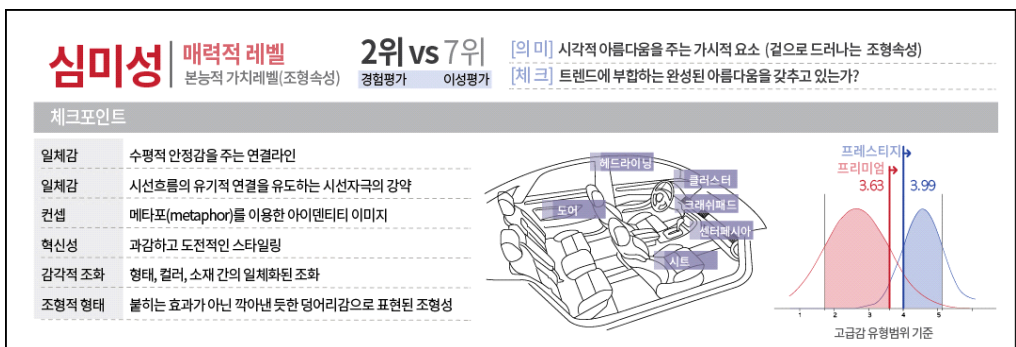 심미성
매력적 레벨
본능적 가치레벨(조형속성)
2위 vs 7위
경험평가 이성평가
[의 미] 시각적 아름다움을 주는 가시적 요소 (겉으로 드러나는 조형속성)
[체 크] 트렌드에 부합하는 완성된 아름다움을 갖추고 있는가?
체크포인트
일체감 수평적 안정감을 주는 연결라인
일체감 시선흐름의 유기적 연결을 유도하는 시선자극의 강약
컨셉 메타포(metaphor)를 이용한 아이덴티티 이미지
혁신성 과감하고 도전적인 스타일링
감각적 조화 형태, 컬러, 소재 간의 일체화된 조화
조형적 형태 붙히는 효과가 아닌 깍아낸 듯한 덩어리감으로 표현된 조형성
헤드라이닝
클러스터
크래쉬패드
도어
센터페시아
시트
프레스티지
프리미엄
3.63 3.99
1 2 3 4 5
고급감 유형범위 기준